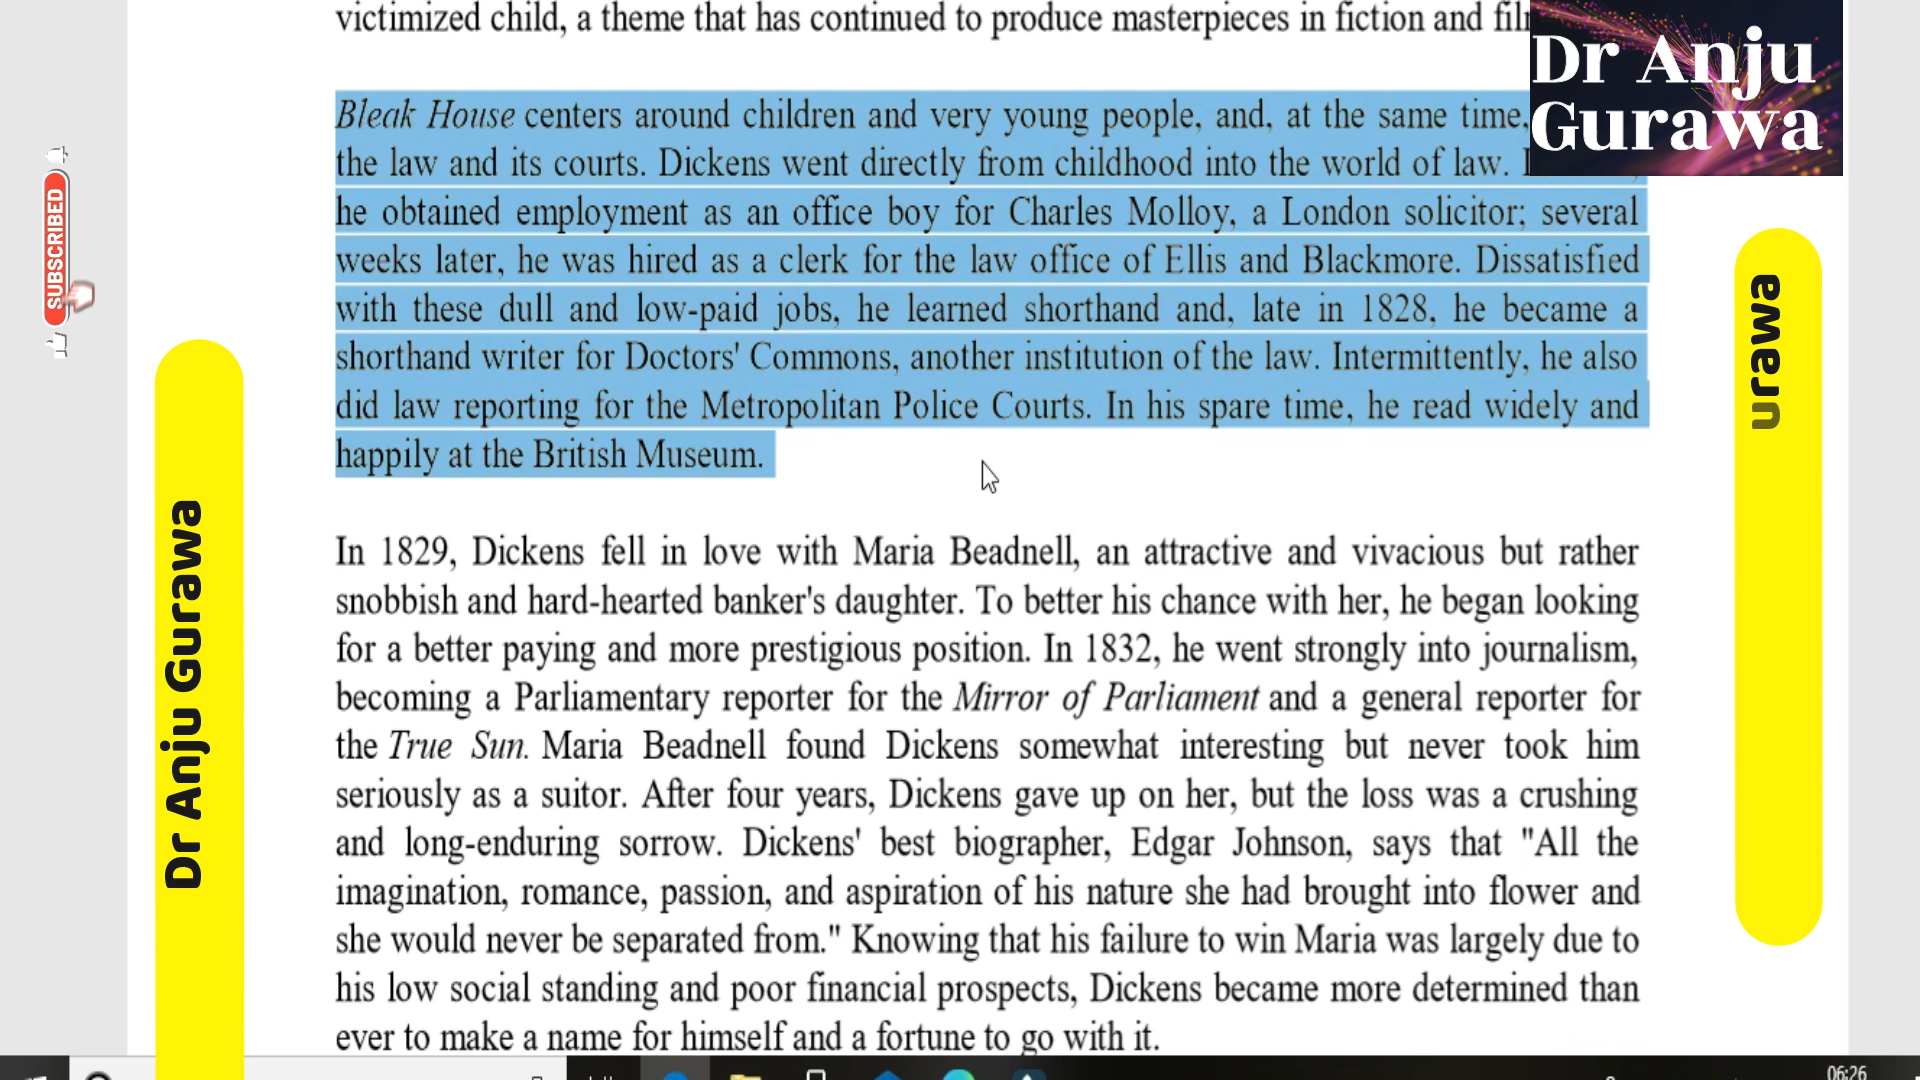 victimized child, a theme that has continued to produce masterpieces in fiction and
Dr Anju
Gurawa
Bleak House centers around children and very young people, and, at the same time,
the law and its courts. Dickens went directly from childhood into the world of law.
he obtained employment as an office boy for Charles Molloy, a London solicitor; several
weeks later, he was hired as a clerk for the law office of Ellis and Blackmore. Dissatisfied
with these dull and low-paid jobs, he learned shorthand and, late in 1828, he became a
shorthand writer for Doctors' Commons, another institution of the law. Intermittently, he also
did law reporting for the Metropolitan Police Courts. In his spare time, he read widely and
happily at the British Museum.
In 1829, Dickens fell in love with Maria Beadnell, an attractive and vivacious but rather
snobbish and hard-hearted banker's daughter. To better his chance with her, he began looking
for a better paying and more prestigious position. In 1832, he went strongly into journalism,
becoming a Parliamentary reporter for the Mirror of Parliament and a general reporter for
the True Sun. Maria Beadnell found Dickens somewhat interesting but never took him
seriously as a suitor. After four years, Dickens gave up on her, but the loss was a crushing
and long-enduring sorrow. Dickens' best biographer, Edgar Johnson, says that "All the
imagination, romance, passion, and aspiration of his nature she had brought into flower and
she would never be separated from." Knowing that his failure to win Maria was largely due to
his low social standing and poor financial prospects, Dickens became more determined than
ever to make a name for himself and a fortune to go with it.
SUBSCRIBED
Dr Anju Gurawa
urawa
06:26